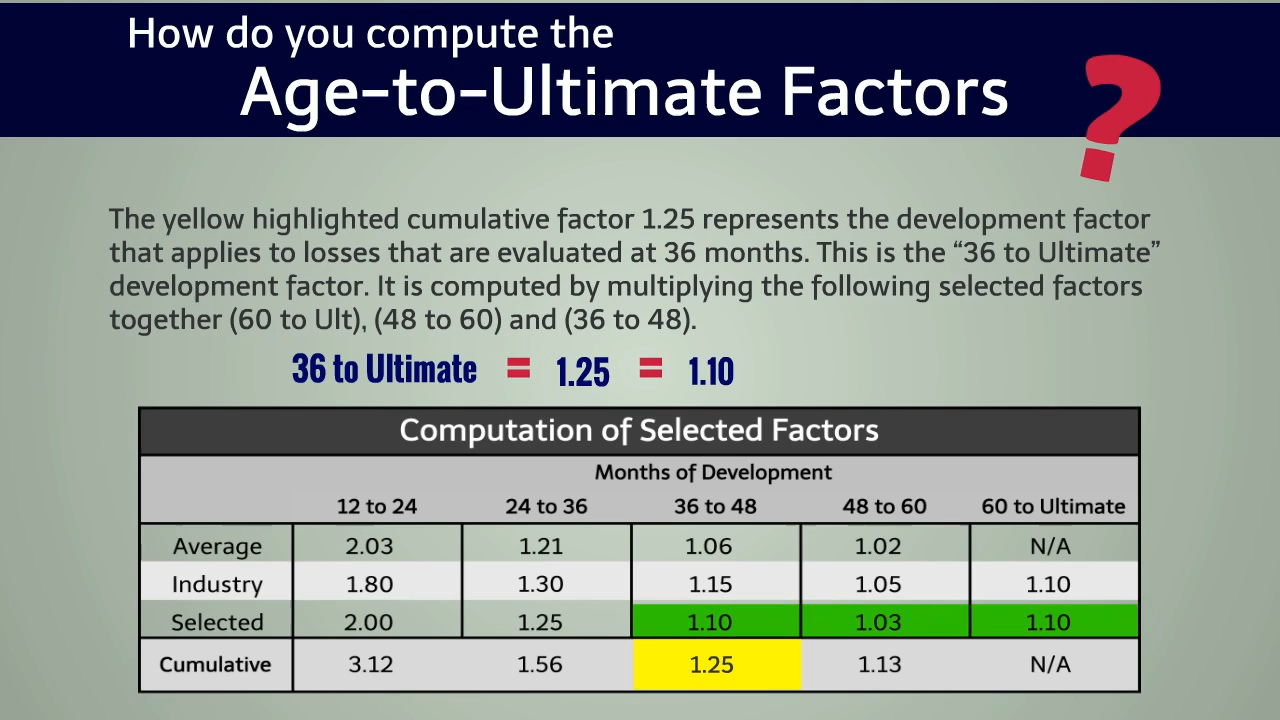 How do you compute the
Age-to-Ultimate Factors
?
The yellow highlighted cumulative factor 1.25 represents the development factor
that applies to losses that are evaluated at 36 months. This is the “36 to Ultimate”
development factor. It is computed by multiplying the following selected factors
together (60 to Ult), (48 to 60) and (36 to 48).
36 to Ultimate = 1.25 = 1.10
Computation of Selected Factors
Months of Development
12 to 24 24 to 36 36 to 48 48 to 60 60 to Ultimate
Average 2.03 1.21 1.06 1.02 N/A
Industry 1.80 1.30 1.15 1.05 1.10
Selected 2.00 1.25 1.10 1.03 1.10
Cumulative 3.12 1.56 1.25 1.13 N/A